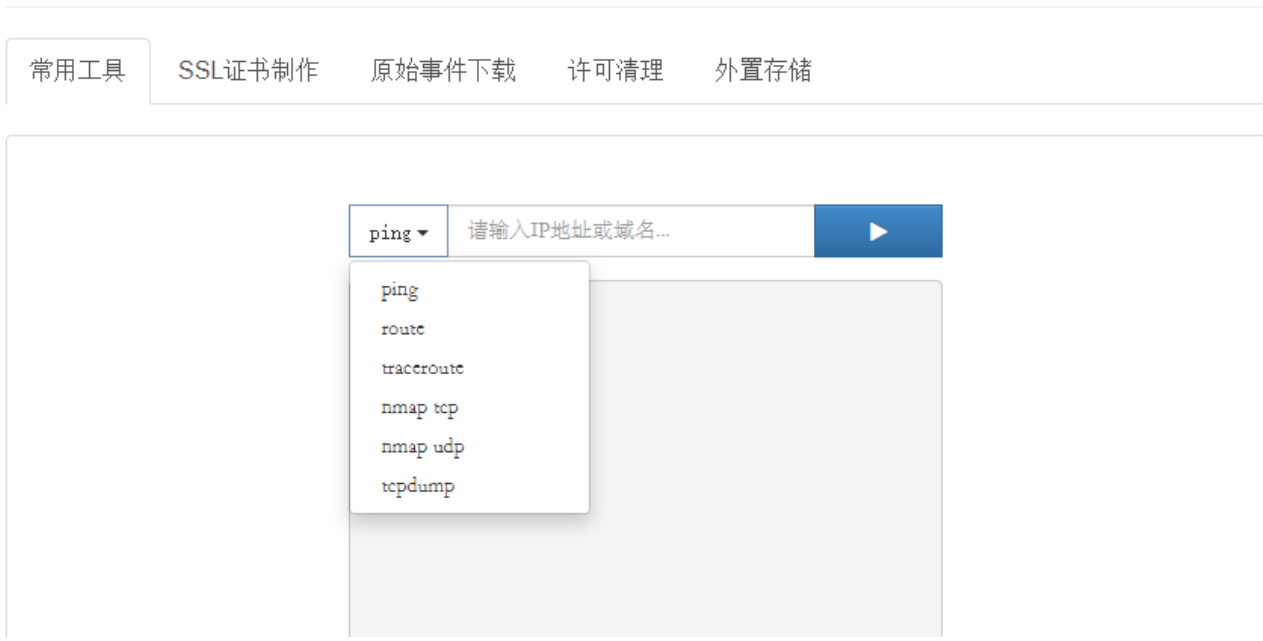 常用工具 SSL证书制作 原始事件下载 许可清理 外置存储
ping 请输入IP地址或域名...
ping
route
traceroute
nmap tcp
nmap udp
tcpdump